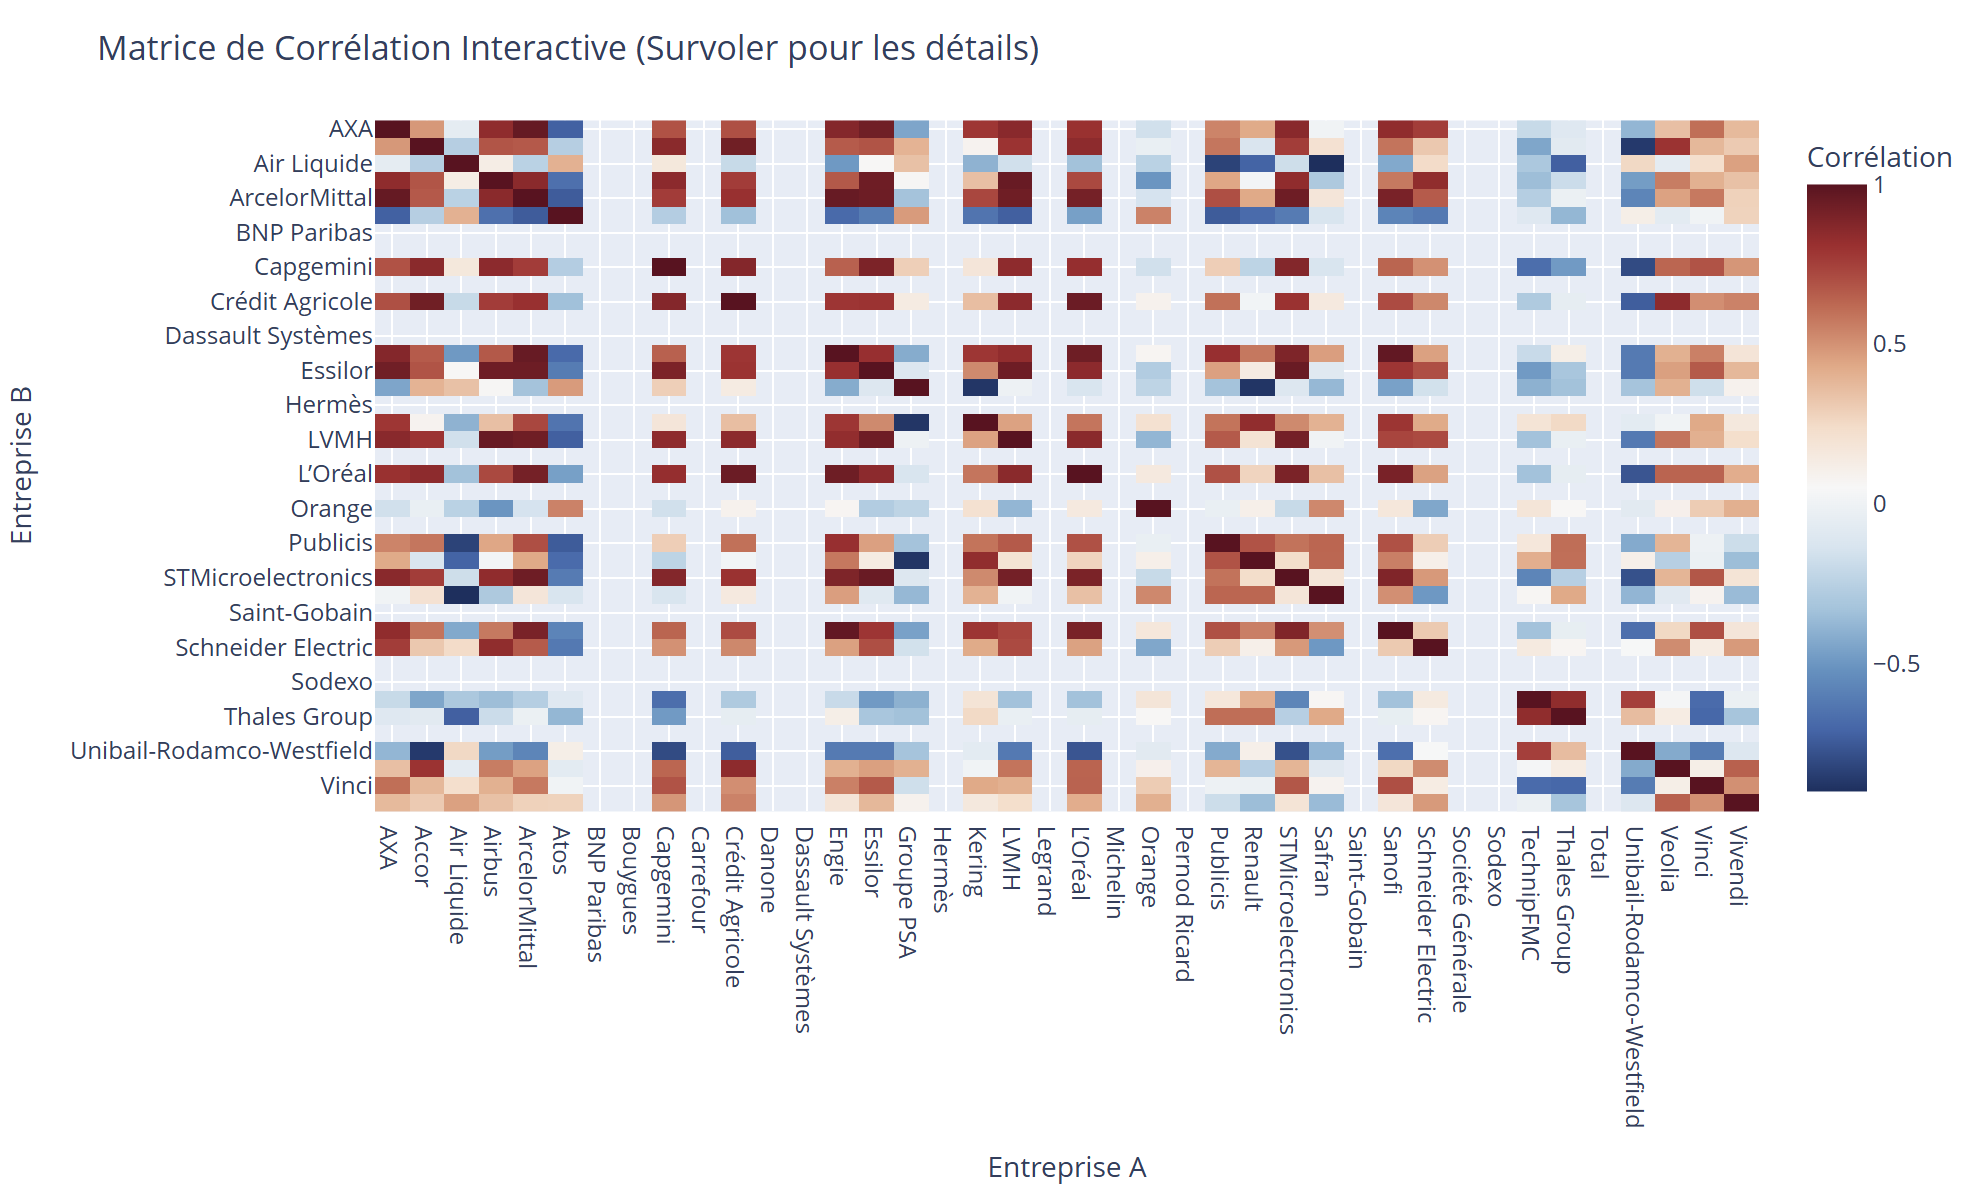 Matrice de Corrélation Interactive (Survoler pour les détails)
Entreprise B
AXA
Air Liquide
ArcelorMittal
BNP Paribas
Capgemini
Crédit Agricole
Dassault Systèmes
Essilor
Hermès
LVMH
L’Oréal
Orange
Publicis
STMicroelectronics
Saint-Gobain
Schneider Electric
Sodexo
Thales Group
Unibail-Rodamco-Westfield
Vinci
AXA
Accor
Air Liquide
Airbus
ArcelorMittal
Atos
BNP Paribas
Bouygues
Capgemini
Carrefour
Crédit Agricole
Danone
Dassault Systèmes
Engie
Essilor
Groupe PSA
Hermès
Kering
LVMH
Legrand
L’Oréal
Michelin
Orange
Pernod Ricard
Publicis
Renault
STMicroelectronics
Safran
Saint-Gobain
Sanofi
Schneider Electric
Société Générale
Sodexo
TechnipFMC
Thales Group
Total
Unibail-Rodamco-Westfield
Veolia
Vinci
Vivendi
Entreprise A
Corrélation
1
0.5
0
−0.5